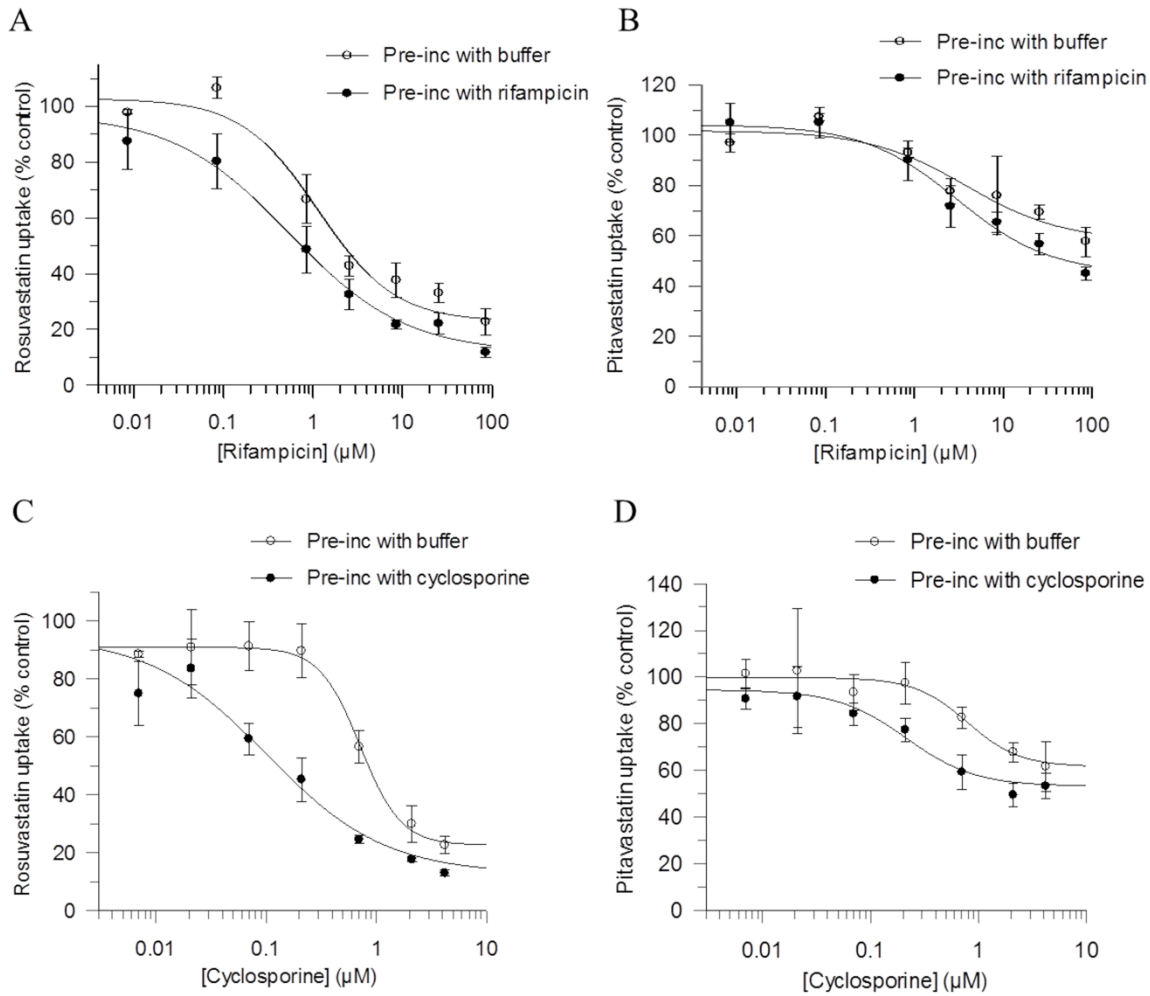 A
Pre-inc with buffer
Pre-inc with rifampicin
Rosuvastatin uptake (% control)
100
80
60
40
20
0
0.01 0.1 1 10 100
[Rifampicin] (µM)
B
Pre-inc with buffer
Pre-inc with rifampicin
Pitavastatin uptake (% control)
120
100
80
60
40
20
0
0.01 0.1 1 10 100
[Rifampicin] (µM)
C
Pre-inc with buffer
Pre-inc with cyclosporine
Rosuvastatin uptake (% control)
100
80
60
40
20
0
0.01 0.1 1 10
[Cyclosporine] (µM)
D
Pre-inc with buffer
Pre-inc with cyclosporine
Pitavastatin uptake (% control)
140
120
100
80
60
40
20
0
0.01 0.1 1 10
[Cyclosporine] (µM)